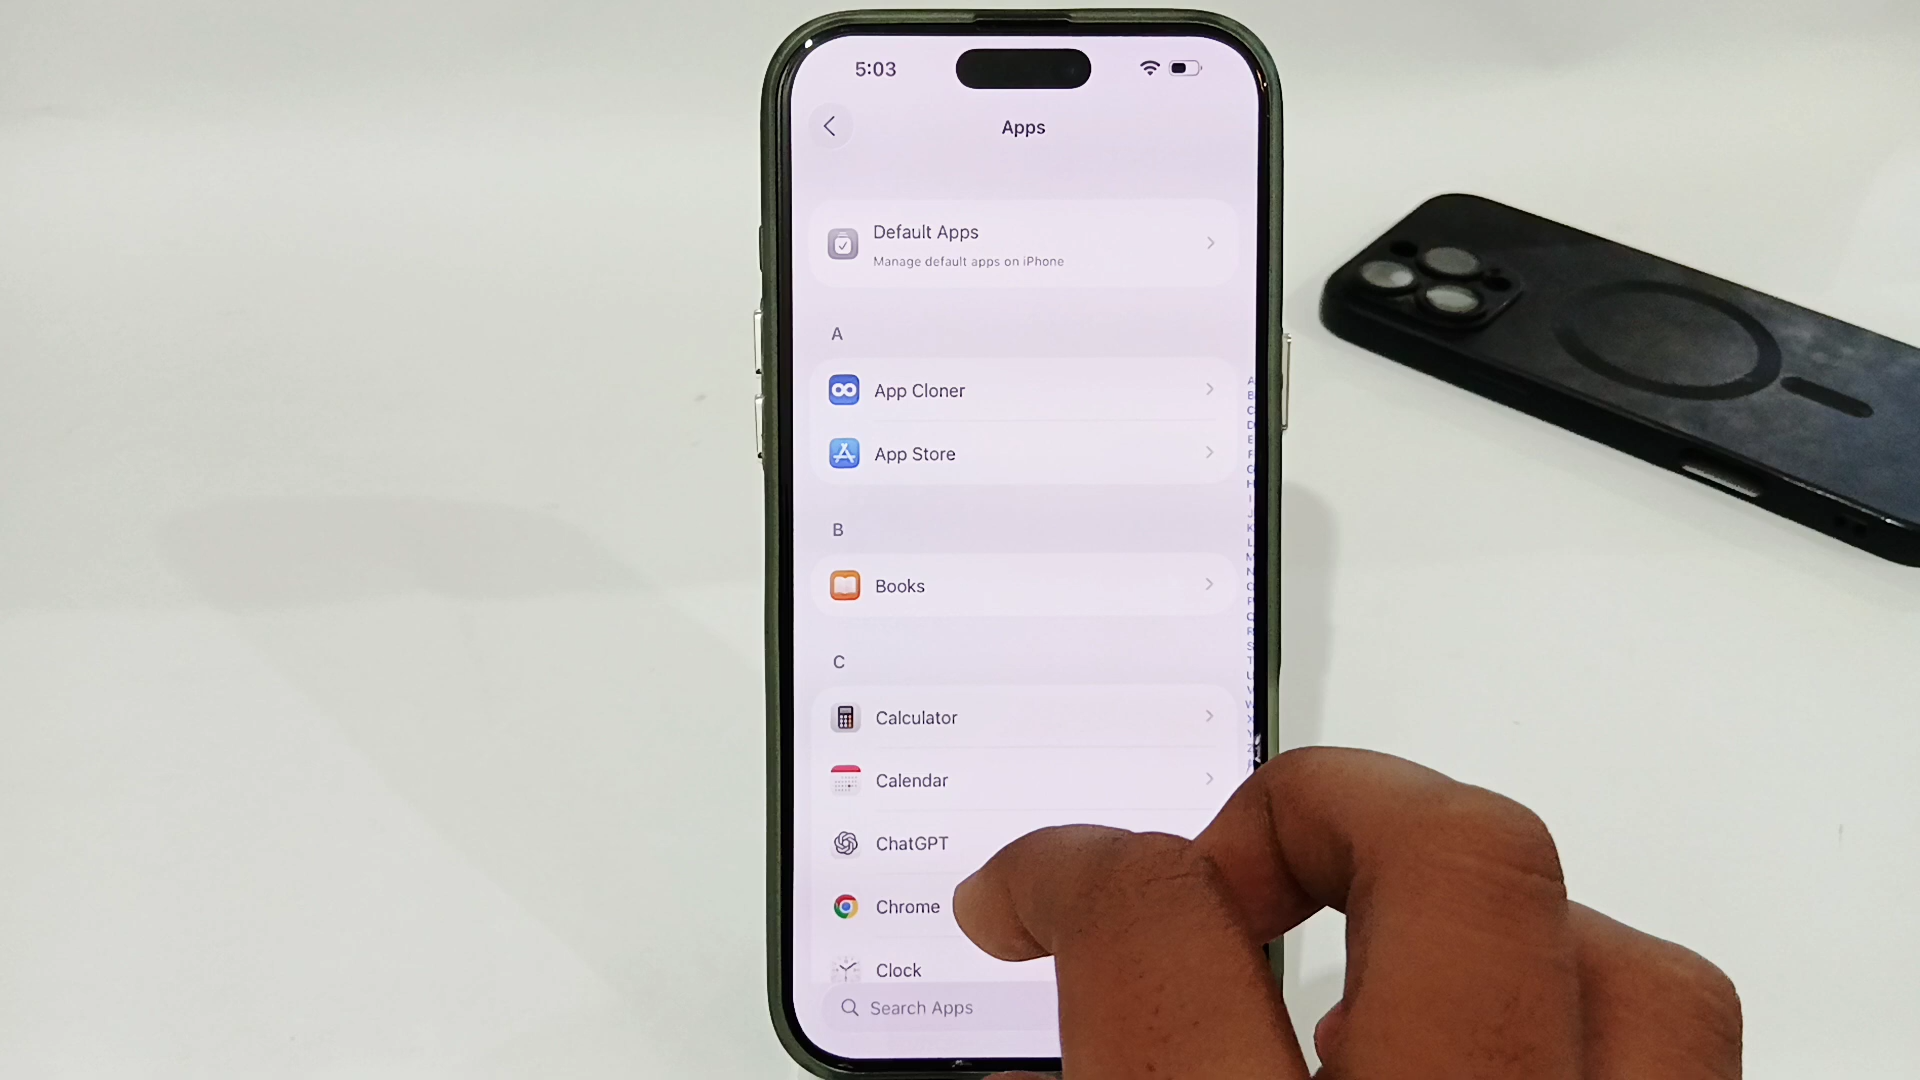 5:03
Apps
Default Apps
Manage default apps on iPhone
A
App Cloner
App Store
B
Books
C
Calculator
Calendar
ChatGPT
Chrome
Clock
Search Apps